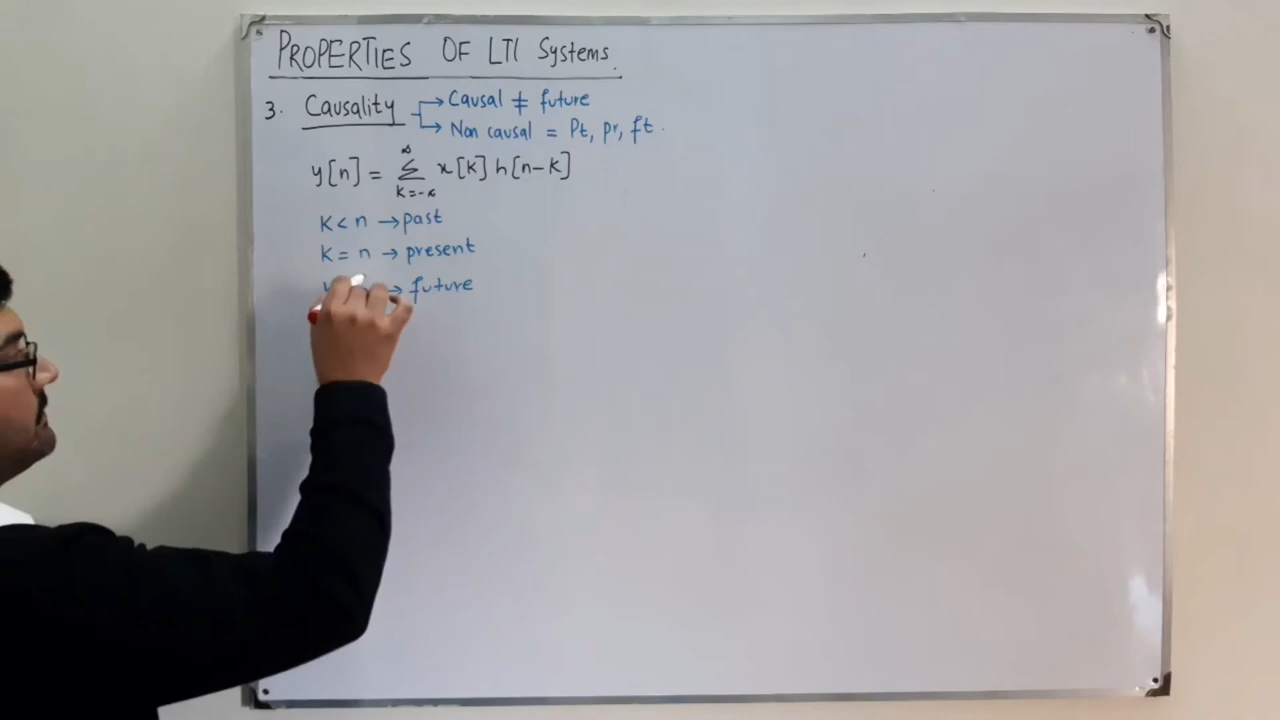 PROPERTIES OF LTI Systems.
3. Causality → Causal ≠ future
→ Non causal = Pt, pr, ft.
y[n] = ∞ Σ k=-∞ x[k] h[n-k]
K < n → past
K = n → present
→ future